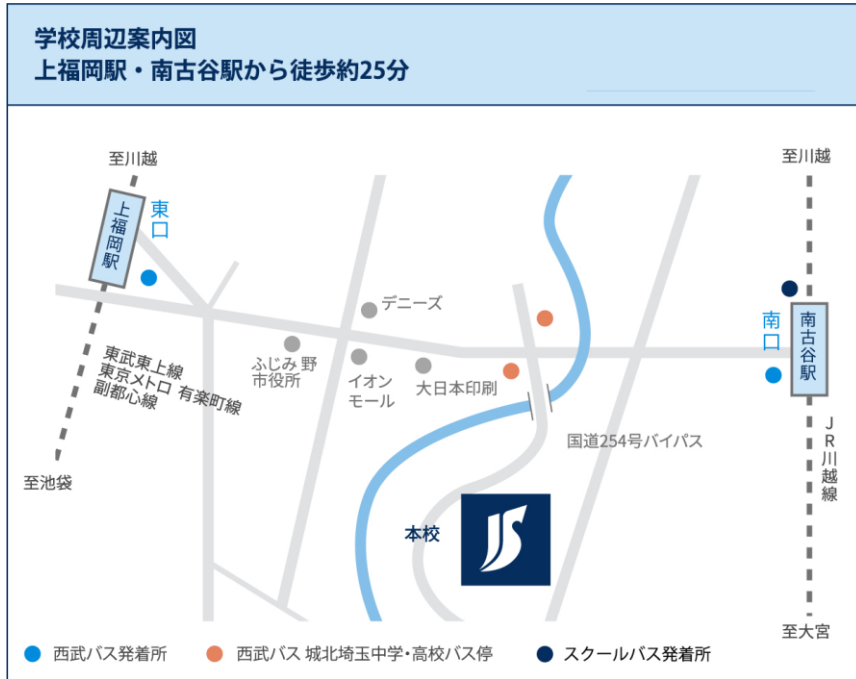 学校周辺案内図
上福岡駅・南古谷駅から徒歩約25分
至川越
至川越
上福岡駅
東口
デニーズ
南口
南古谷駅
ふじみ野
市役所
イオン
モール
大日本印刷
東武東上線
東京メトロ 有楽町線
副都心線
国道254号バイパス
JR川越線
至池袋
本校
至大宮
西武バス発着所
西武バス 城北埼玉中学・高校バス停
スクールバス発着所